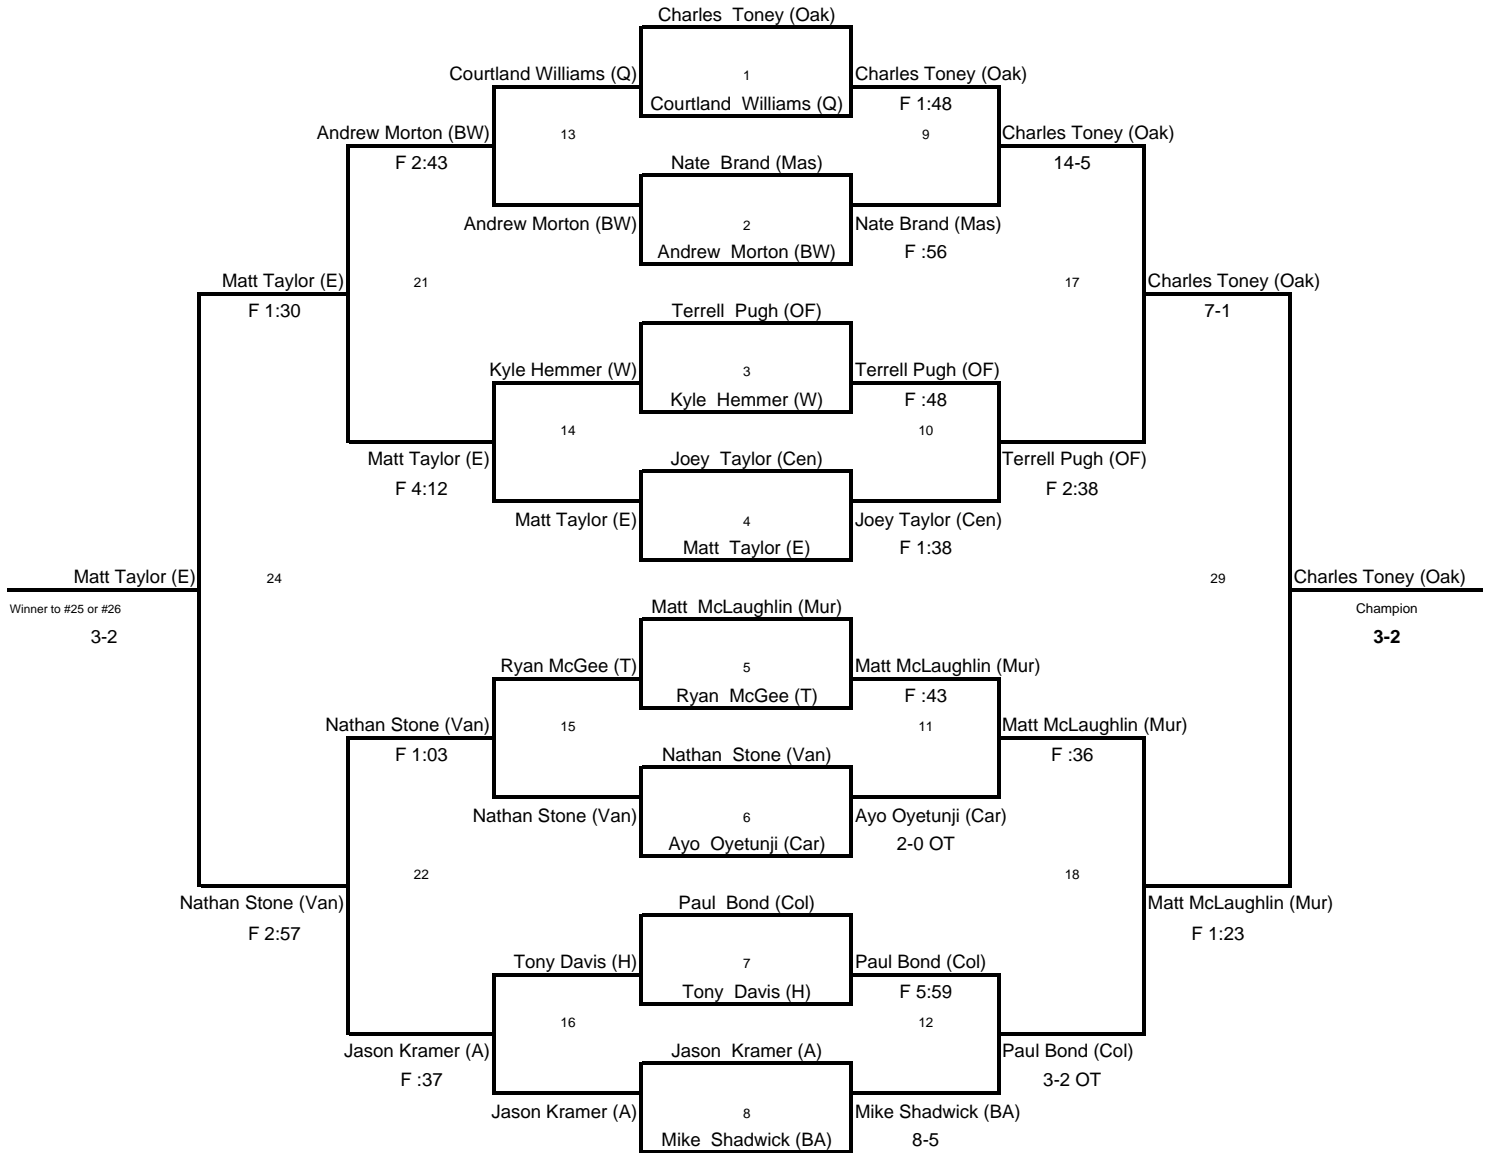 Charles Toney (Oak)
Courtland Williams (Q)
1
Charles Toney (Oak)
Courtland Williams (Q)
F 1:48
Andrew Morton (BW)
13
9
Charles Toney (Oak)
F 2:43
Nate Brand (Mas)
14-5
Andrew Morton (BW)
2
Nate Brand (Mas)
Andrew Morton (BW)
F :56
Matt Taylor (E)
21
17
Charles Toney (Oak)
F 1:30
Terrell Pugh (OF)
7-1
Kyle Hemmer (W)
3
Terrell Pugh (OF)
Kyle Hemmer (W)
F :48
14
10
Matt Taylor (E)
Joey Taylor (Cen)
Terrell Pugh (OF)
F 4:12
F 2:38
Matt Taylor (E)
4
Joey Taylor (Cen)
Matt Taylor (E)
F 1:38
Matt Taylor (E)
24
29
Charles Toney (Oak)
Winner to #25 or #26
Matt McLaughlin (Mur)
Champion
3-2
3-2
Ryan McGee (T)
5
Matt McLaughlin (Mur)
Ryan McGee (T)
F :43
Nathan Stone (Van)
15
11
Matt McLaughlin (Mur)
F 1:03
Nathan Stone (Van)
F :36
Nathan Stone (Van)
6
Ayo Oyetunji (Car)
Ayo Oyetunji (Car)
2-0 OT
22
18
Nathan Stone (Van)
Paul Bond (Col)
Matt McLaughlin (Mur)
F 2:57
F 1:23
Tony Davis (H)
7
Paul Bond (Col)
Tony Davis (H)
F 5:59
16
12
Jason Kramer (A)
Jason Kramer (A)
Paul Bond (Col)
F :37
3-2 OT
Jason Kramer (A)
8
Mike Shadwick (BA)
Mike Shadwick (BA)
8-5